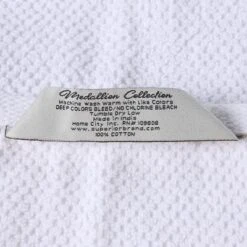 Medallion Collection
Machine Wash Warm with Like Colors
DEEP COLORS BLEED/NO CHLORINE BLEACH
Tumble Dry Low
Made in India
Home City Inc. RN# 109808
www.superiorbrand.com
100% COTTON